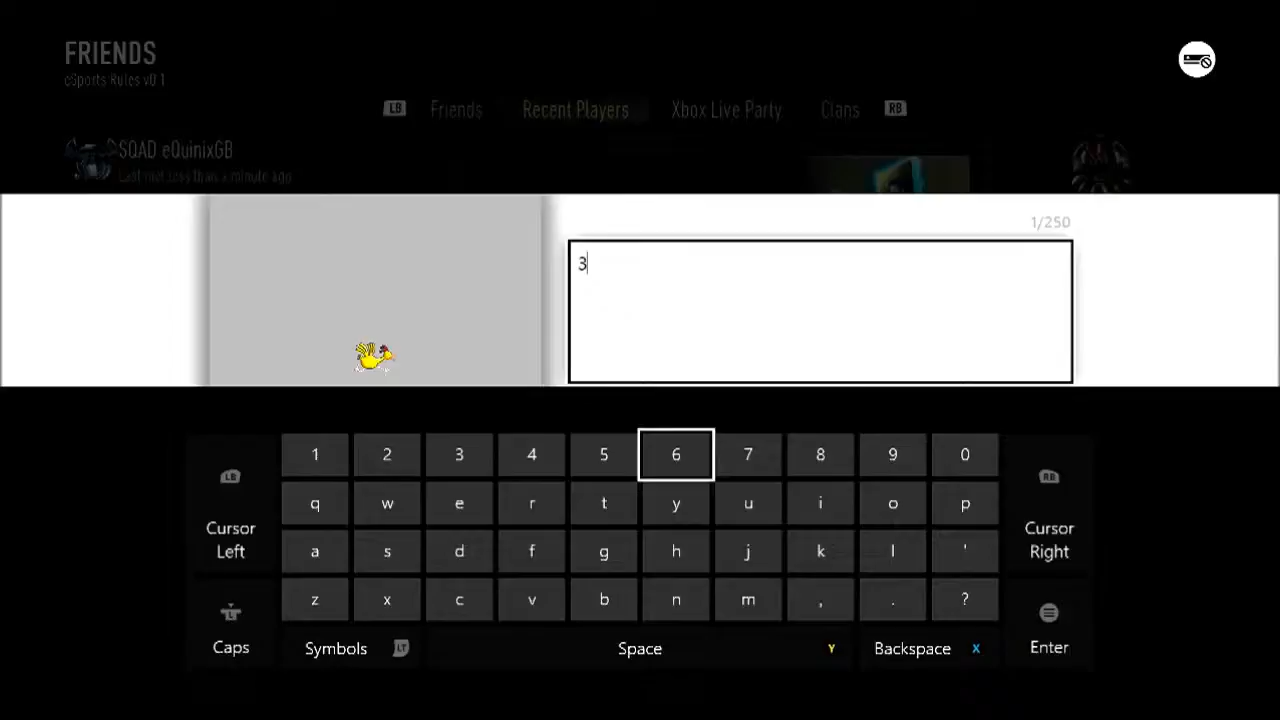 FRIENDS
eSports Rules v0.1
LB Friends Recent Players Xbox Live Party Clans RB
SQAD eQuinixGB
Last met less than a minute ago
1/250
3
1 2 3 4 5 6 7 8 9 0
LB
RB
q w e r t y u i o p
Cursor Left
Cursor Right
a s d f g h j k l '
z x c v b n m , . ?
L
Caps
Symbols LT
Space Y
Backspace X
Enter